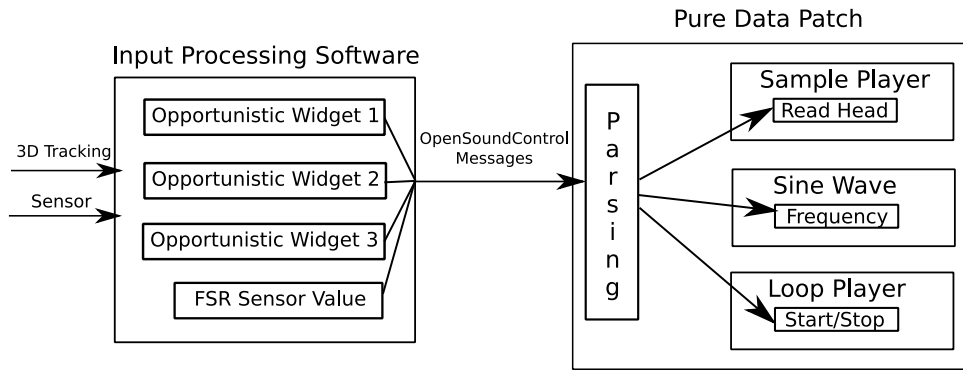 Pure Data Patch
Input Processing Software
Opportunistic Widget 1
Opportunistic Widget 2
Opportunistic Widget 3
FSR Sensor Value
3D Tracking
Sensor
OpenSoundControl
Messages
P
a
r
s
i
n
g
Sample Player
Read Head
Sine Wave
Frequency
Loop Player
Start/Stop